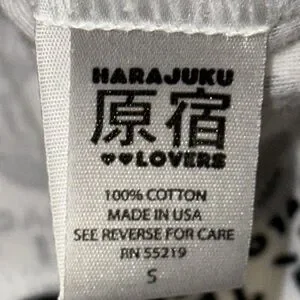 HARAJUKU
原宿
♥♥LOVERS
100% COTTON
MADE IN USA
SEE REVERSE FOR CARE
RN 55219
S